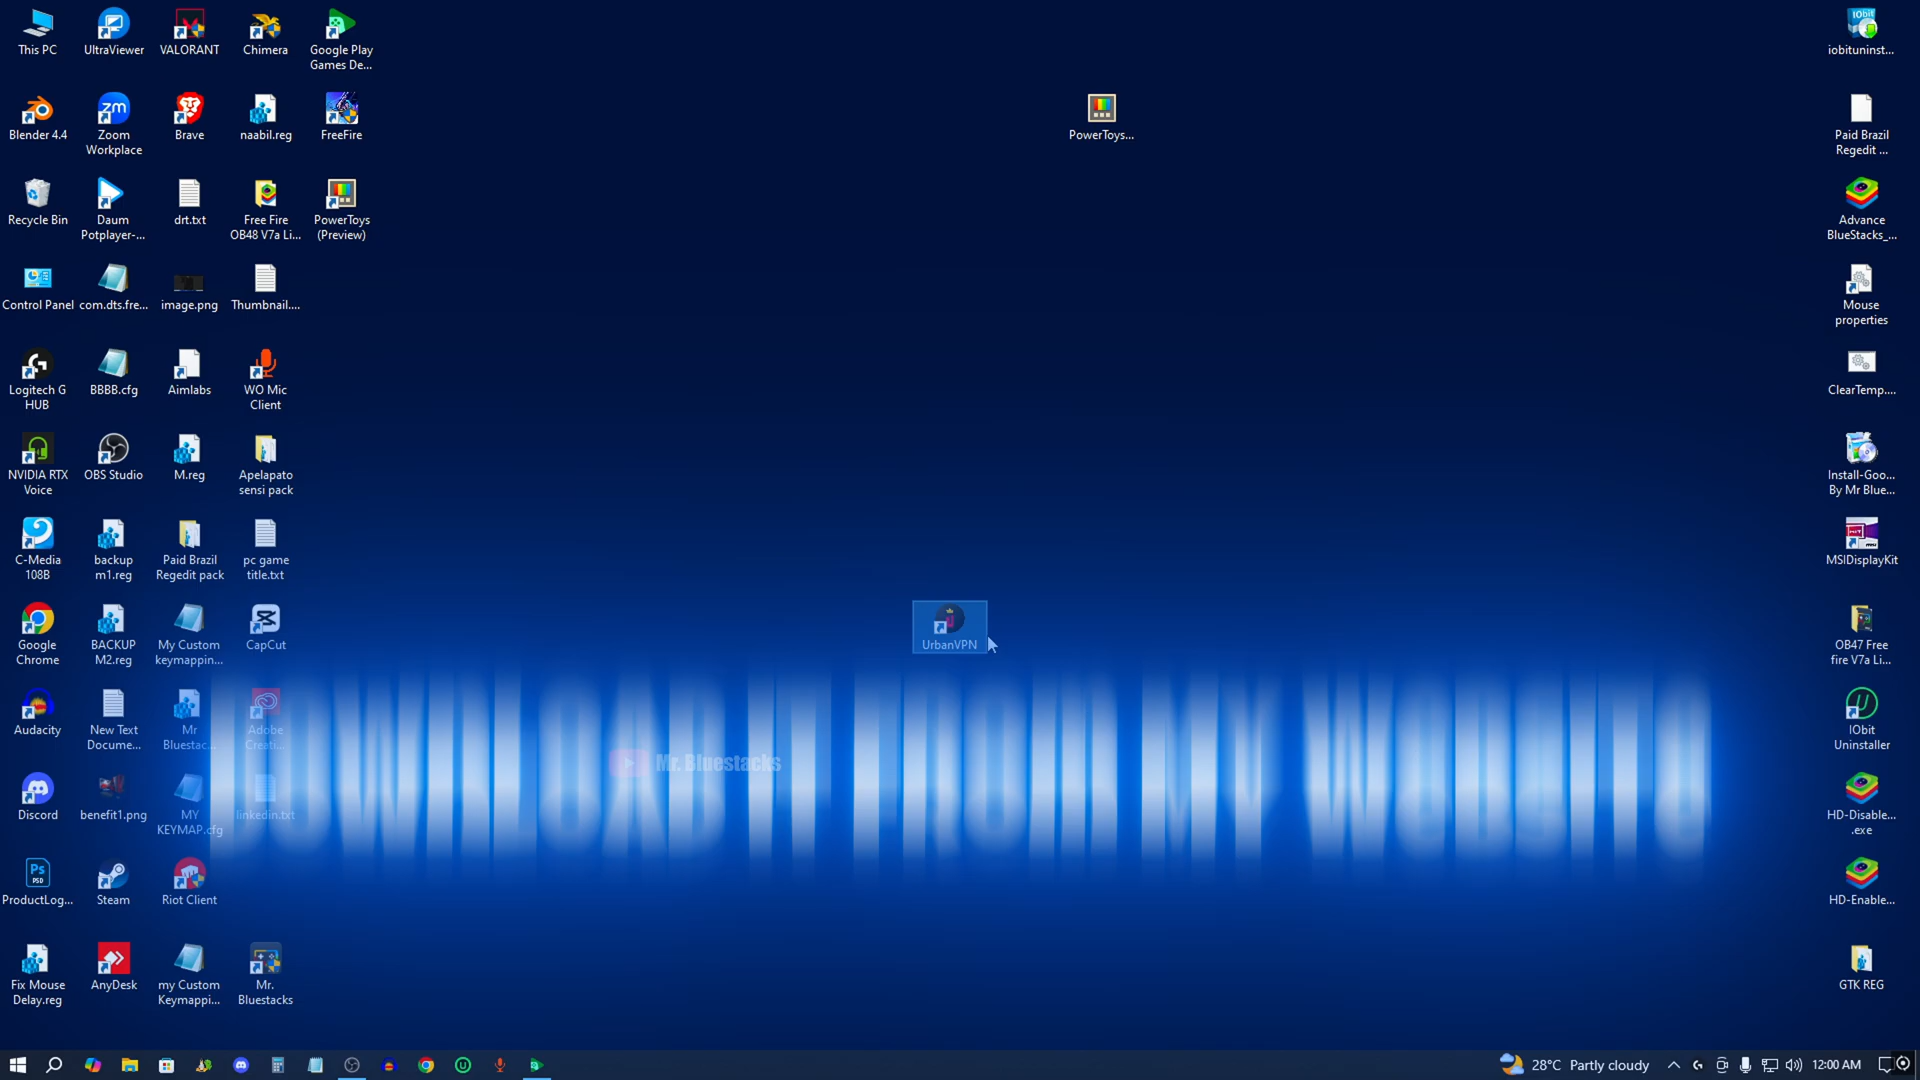 This PC
UltraViewer
VALORANT
Chimera
Google Play
Games De...
Blender 4.4
Zoom
Workplace
Brave
naabil.reg
FreeFire
Recycle Bin
Daum
Potplayer-...
drt.txt
Free Fire
OB48 V7a Li...
PowerToys
(Preview)
Control Panel
com.dts.fre...
image.png
Thumbnail....
Logitech G
HUB
BBBB.cfg
Aimlabs
WO Mic
Client
NVIDIA RTX
Voice
OBS Studio
M.reg
Apelapato
sensi pack
C-Media
108B
backup
m1.reg
Paid Brazil
Regedit pack
pc game
title.txt
Google
Chrome
BACKUP
M2.reg
My Custom
keymappin...
CapCut
Audacity
New Text
Docume...
Mr
Bluestac...
Adobe
Creati...
Discord
benefit1.png
MY
KEYMAP.cfg
linkedin.txt
ProductLog...
Steam
Riot Client
Fix Mouse
Delay.reg
AnyDesk
my Custom
Keymappi...
Mr.
Bluestacks
PowerToys...
UrbanVPN
Mr. Bluestacks
iobituninst...
Paid Brazil
Regedit ...
Advance
BlueStacks_...
Mouse
properties
ClearTemp....
Install-Goo...
By Mr Blue...
MSIDisplayKit
OB47 Free
fire V7a Li...
IObit
Uninstaller
HD-Disable...
.exe
HD-Enable...
GTK REG
28°C Partly cloudy
12:00 AM